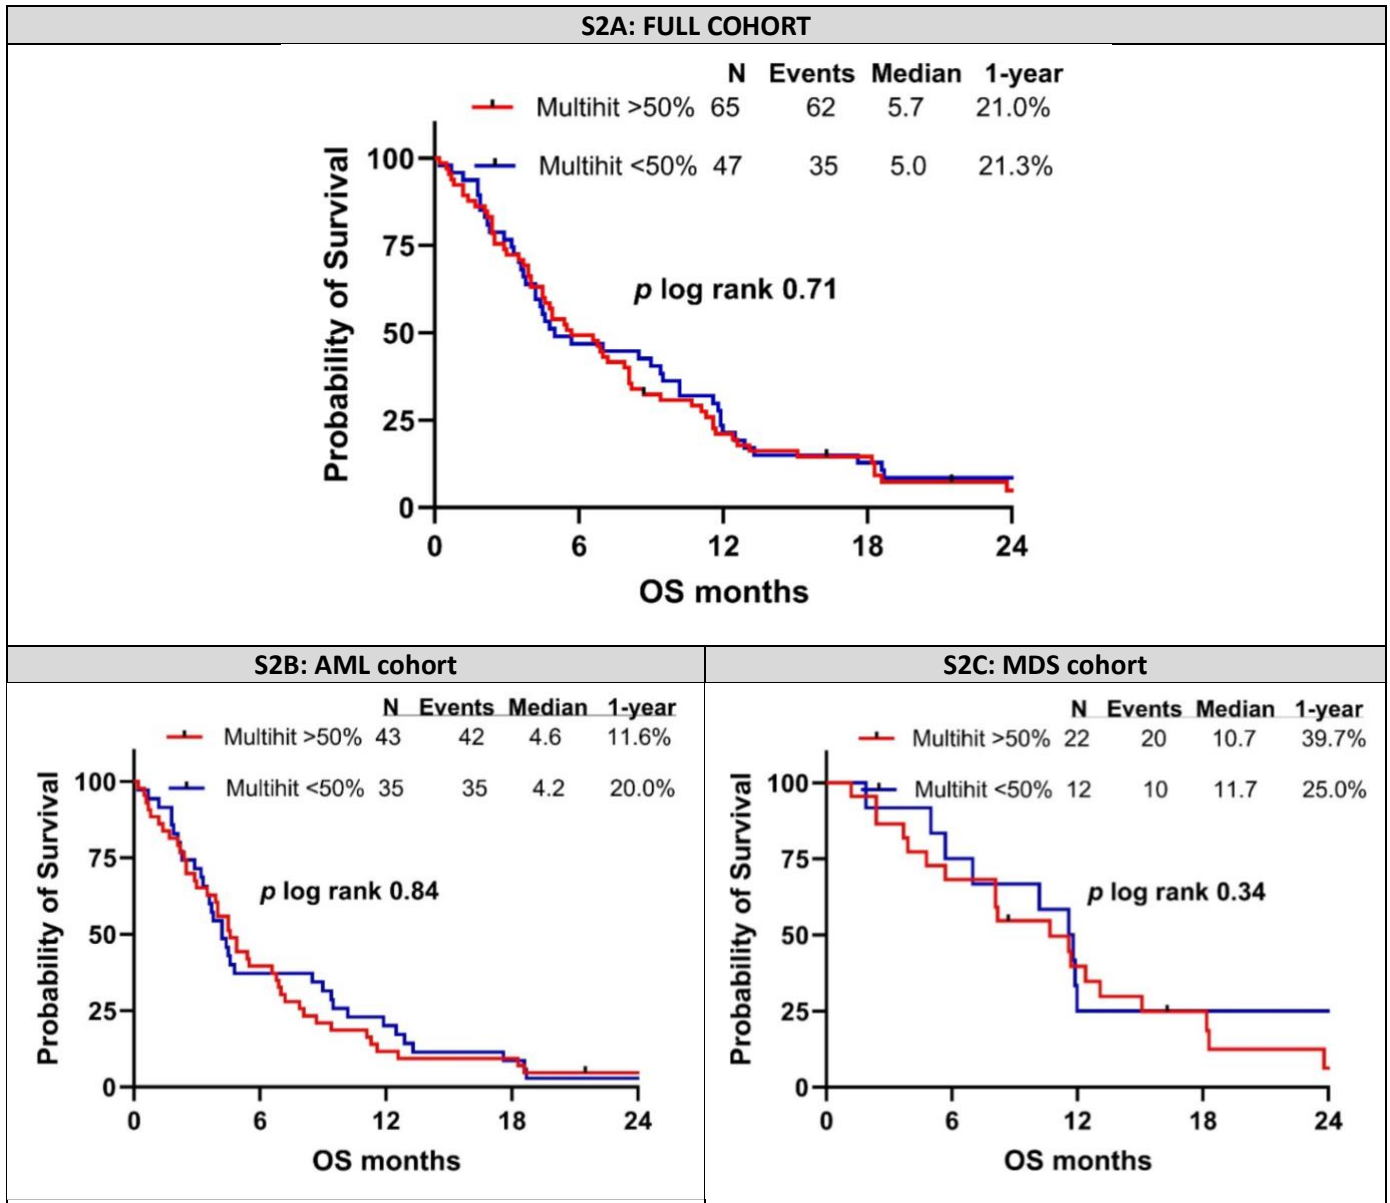 S2A: FULL COHORT
N Events Median 1-year
Multihit >50% 65 62 5.7 21.0%
Multihit <50% 47 35 5.0 21.3%
Probability of Survival
100
75
50
25
0
p log rank 0.71
0 6 12 18 24
OS months
S2B: AML cohort
N Events Median 1-year
Multihit >50% 43 42 4.6 11.6%
Multihit <50% 35 35 4.2 20.0%
Probability of Survival
100
75
50
25
0
p log rank 0.84
0 6 12 18 24
OS months
S2C: MDS cohort
N Events Median 1-year
Multihit >50% 22 20 10.7 39.7%
Multihit <50% 12 10 11.7 25.0%
Probability of Survival
100
75
50
25
0
p log rank 0.34
0 6 12 18 24
OS months